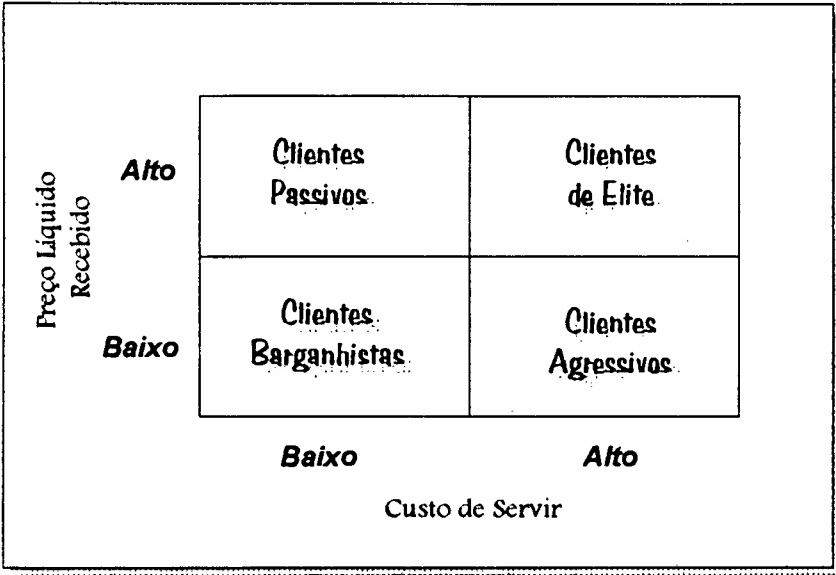 Preço Líquido
Recebido
Alto
Clientes
Passivos
Clientes
de Elite
Baixo
Clientes
Barganhistas
Clientes
Agressivos
Baixo
Alto
Custo de Servir